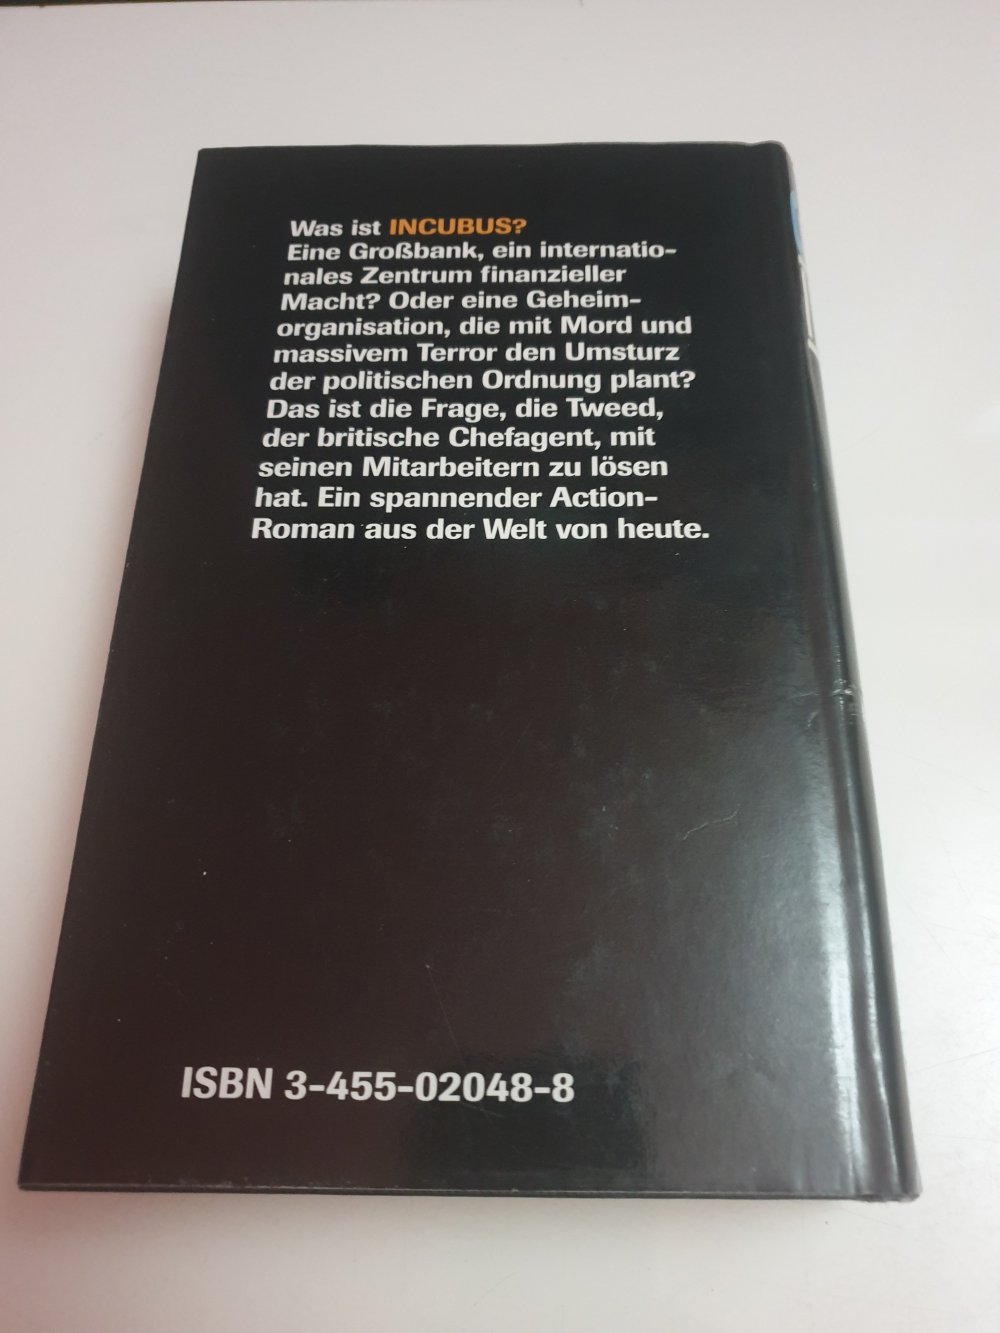 Was ist INCUBUS?
Eine Großbank, ein internatio-
nales Zentrum finanzieller
Macht? Oder eine Geheim-
organisation, die mit Mord und
massivem Terror den Umsturz
der politischen Ordnung plant?
Das ist die Frage, die Tweed,
der britische Chefagent, mit
seinen Mitarbeitern zu lösen
hat. Ein spannender Action-
Roman aus der Welt von heute.
ISBN 3-455-02048-8